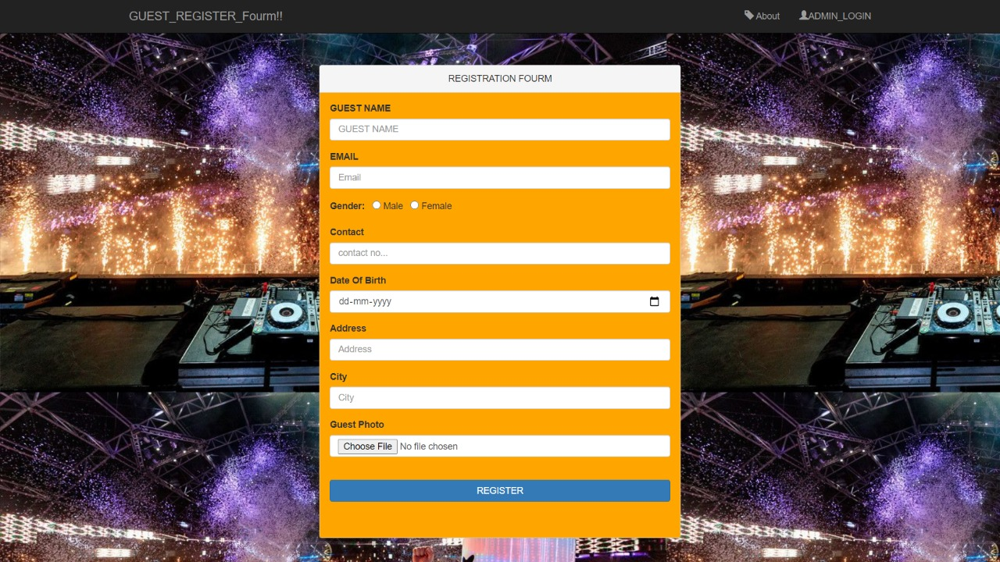 GUEST_REGISTER_Fourm!!
About
ADMIN_LOGIN
REGISTRATION FOURM
GUEST NAME
GUEST NAME
EMAIL
Email
Gender: Male Female
Contact
contact no...
Date Of Birth
dd-mm-yyyy
Address
Address
City
City
Guest Photo
Choose File No file chosen
REGISTER